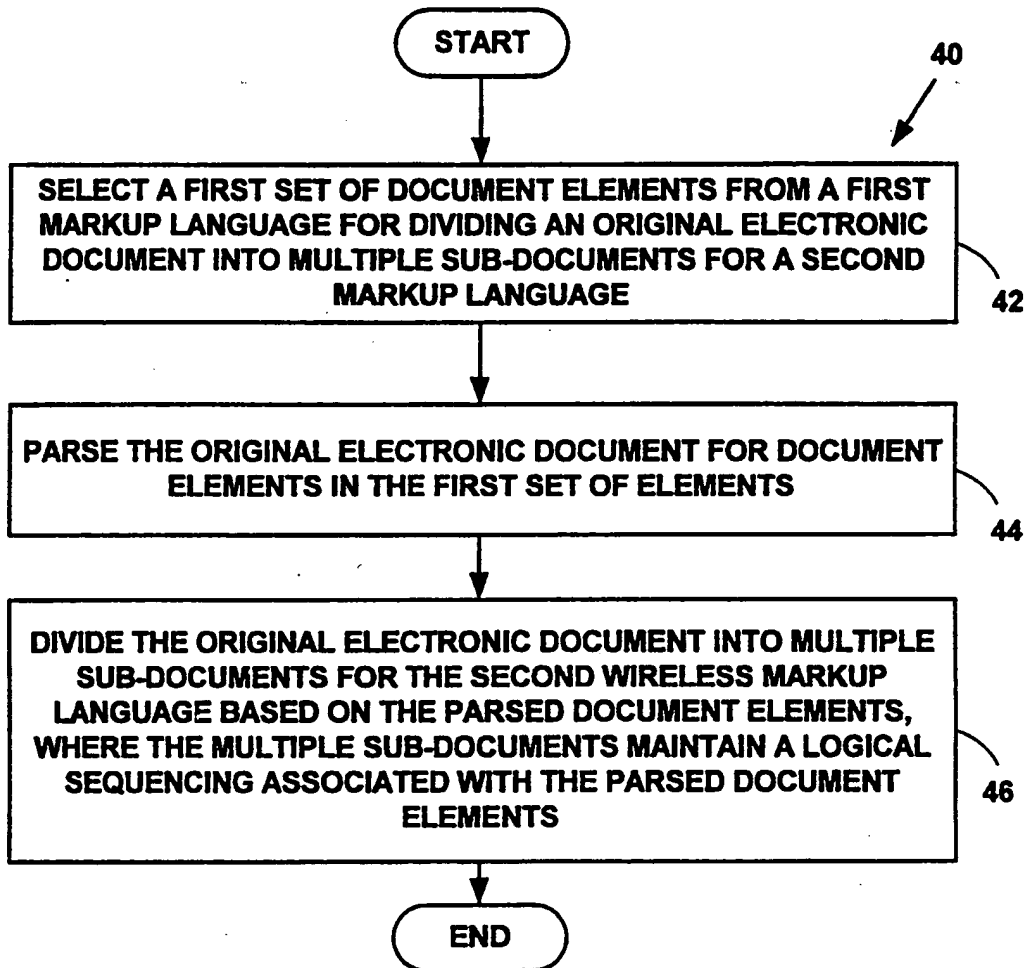 START
40
SELECT A FIRST SET OF DOCUMENT ELEMENTS FROM A FIRST
MARKUP LANGUAGE FOR DIVIDING AN ORIGINAL ELECTRONIC
DOCUMENT INTO MULTIPLE SUB-DOCUMENTS FOR A SECOND
MARKUP LANGUAGE
42
PARSE THE ORIGINAL ELECTRONIC DOCUMENT FOR DOCUMENT
ELEMENTS IN THE FIRST SET OF ELEMENTS
44
DIVIDE THE ORIGINAL ELECTRONIC DOCUMENT INTO MULTIPLE
SUB-DOCUMENTS FOR THE SECOND WIRELESS MARKUP
LANGUAGE BASED ON THE PARSED DOCUMENT ELEMENTS,
WHERE THE MULTIPLE SUB-DOCUMENTS MAINTAIN A LOGICAL
SEQUENCING ASSOCIATED WITH THE PARSED DOCUMENT
ELEMENTS
46
END